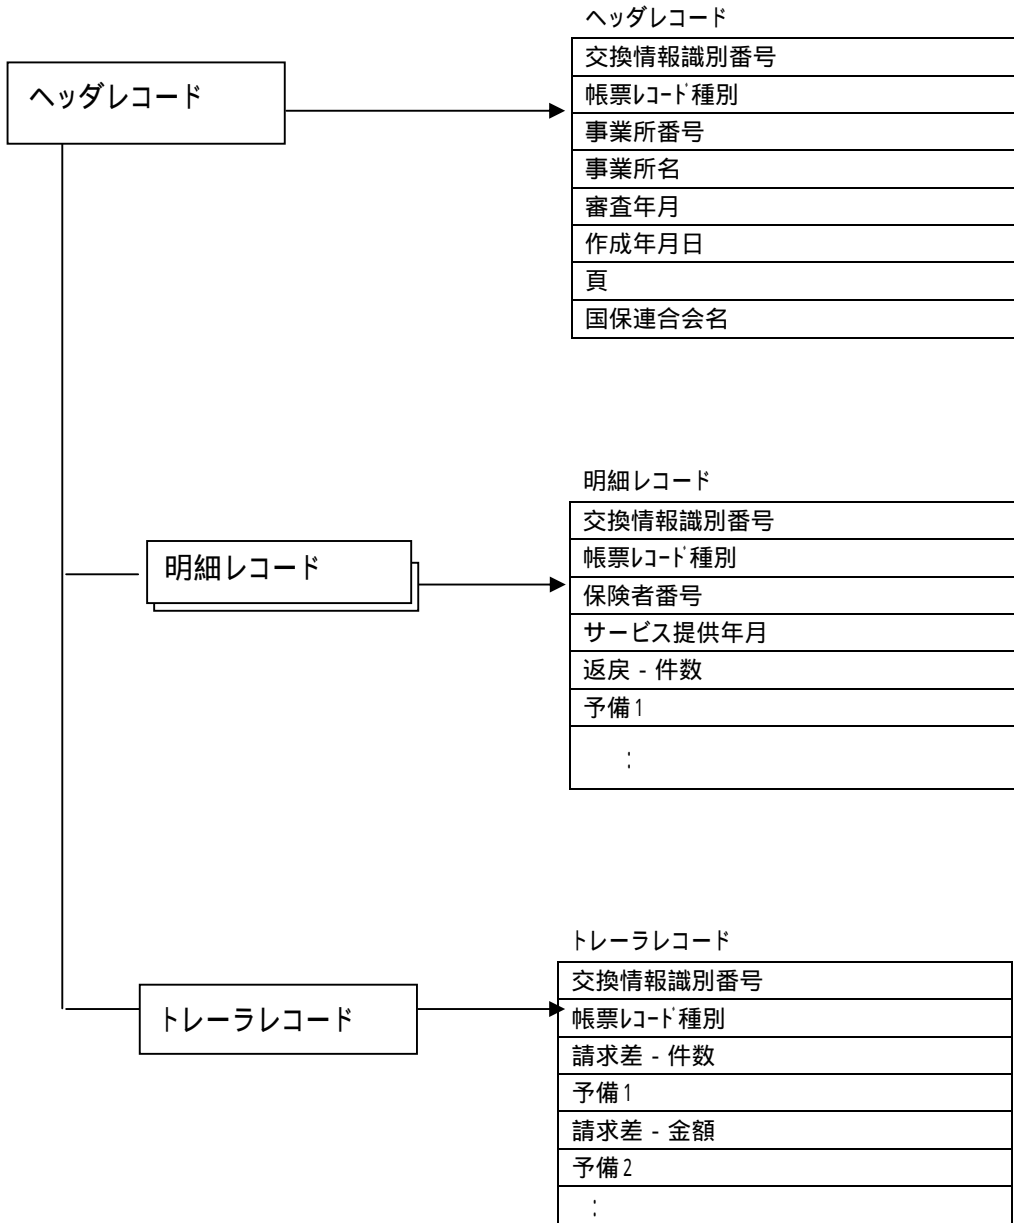 ヘッダレコード
ヘッダレコード
交換情報識別番号
帳票ﾚｺｰﾄﾞ種別
事業所番号
事業所名
審査年月
作成年月日
頁
国保連合会名
明細レコード
明細レコード
交換情報識別番号
帳票ﾚｺｰﾄﾞ種別
保険者番号
サービス提供年月
返戻 - 件数
予備1
:
トレーラレコード
トレーラレコード
交換情報識別番号
帳票ﾚｺｰﾄﾞ種別
請求差 - 件数
予備1
請求差 - 金額
予備2
: